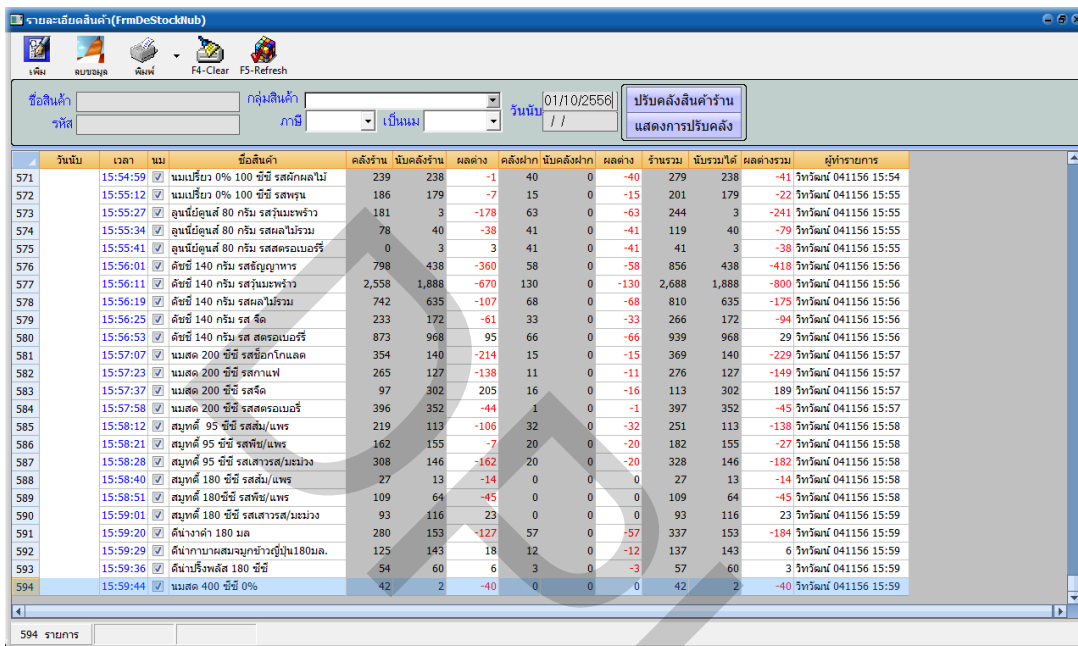 รายละเอียดสินค้า(FrmDeStockNub)
เพิ่ม ลบข้อมูล พิมพ์ F4-Clear F5-Refresh
ชื่อสินค้า กลุ่มสินค้า วันนับ 01/10/2556 ปรับคลังสินค้าร้าน
รหัส ภาษี เป็นนม / / แสดงการปรับคลัง
วันนับ เวลา นม ชื่อสินค้า คลังร้าน นับคลังร้าน ผลต่าง คลังฝาก นับคลังฝาก ผลต่าง ร้านรวม นับรวมได้ ผลต่างรวม ผู้ทำรายการ
571 15:54:59 นมเปรี้ยว 0% 100 ซีซี รสผักผลไม้ 239 238 -1 40 0 -40 279 238 -41 วิทวัฒน์ 041156 15:54
572 15:55:12 นมเปรี้ยว 0% 100 ซีซี รสพรุน 186 179 -7 15 0 -15 201 179 -22 วิทวัฒน์ 041156 15:55
573 15:55:27 ลูนนี่ย์ตูนส์ 80 กรัม รสวุ้นมะพร้าว 181 3 -178 63 0 -63 244 3 -241 วิทวัฒน์ 041156 15:55
574 15:55:34 ลูนนี่ย์ตูนส์ 80 กรัม รสผลไม้รวม 78 40 -38 41 0 -41 119 40 -79 วิทวัฒน์ 041156 15:55
575 15:55:41 ลูนนี่ย์ตูนส์ 80 กรัม รสสตรอเบอร์รี่ 0 3 3 41 0 -41 41 3 -38 วิทวัฒน์ 041156 15:55
576 15:56:01 ดัชชี่ 140 กรัม รสธัญญาหาร 798 438 -360 58 0 -58 856 438 -418 วิทวัฒน์ 041156 15:56
577 15:56:11 ดัชชี่ 140 กรัม รสวุ้นมะพร้าว 2,558 1,888 -670 130 0 -130 2,688 1,888 -800 วิทวัฒน์ 041156 15:56
578 15:56:19 ดัชชี่ 140 กรัม รสผลไม้รวม 742 635 -107 68 0 -68 810 635 -175 วิทวัฒน์ 041156 15:56
579 15:56:25 ดัชชี่ 140 กรัม รส จืด 233 172 -61 33 0 -33 266 172 -94 วิทวัฒน์ 041156 15:56
580 15:56:53 ดัชชี่ 140 กรัม รส สตรอเบอร์รี่ 873 968 95 66 0 -66 939 968 29 วิทวัฒน์ 041156 15:56
581 15:57:07 นมสด 200 ซีซี รสช็อกโกแลต 354 140 -214 15 0 -15 369 140 -229 วิทวัฒน์ 041156 15:57
582 15:57:23 นมสด 200 ซีซี รสกาแฟ 265 127 -138 11 0 -11 276 127 -149 วิทวัฒน์ 041156 15:57
583 15:57:37 นมสด 200 ซีซี รสจืด 97 302 205 16 0 -16 113 302 189 วิทวัฒน์ 041156 15:57
584 15:57:58 นมสด 200 ซีซี รสสตรอเบอรี่ 396 352 -44 1 0 -1 397 352 -45 วิทวัฒน์ 041156 15:57
585 15:58:12 สมูทตี้ 95 ซีซี รสส้ม/แพร 219 113 -106 32 0 -32 251 113 -138 วิทวัฒน์ 041156 15:58
586 15:58:21 สมูทตี้ 95 ซีซี รสพีช/แพร 162 155 -7 20 0 -20 182 155 -27 วิทวัฒน์ 041156 15:58
587 15:58:28 สมูทตี้ 95 ซีซี รสเสาวรส/มะม่วง 308 146 -162 20 0 -20 328 146 -182 วิทวัฒน์ 041156 15:58
588 15:58:40 สมูทตี้ 180 ซีซี รสส้ม/แพร 27 13 -14 0 0 0 27 13 -14 วิทวัฒน์ 041156 15:58
589 15:58:51 สมูทตี้ 180ซีซี รสพีช/แพร 109 64 -45 0 0 0 109 64 -45 วิทวัฒน์ 041156 15:58
590 15:59:01 สมูทตี้ 180 ซีซี รสเสาวรส/มะม่วง 93 116 23 0 0 0 93 116 23 วิทวัฒน์ 041156 15:59
591 15:59:20 ดีน่างาดำ 180 มล 280 153 -127 57 0 -57 337 153 -184 วิทวัฒน์ 041156 15:59
592 15:59:29 ดีน่ากาบาผสมจมูกข้าวญี่ปุ่น180มล. 125 143 18 12 0 -12 137 143 6 วิทวัฒน์ 041156 15:59
593 15:59:36 ดีน่าปริ๊งพลัส 180 ซีซี 54 60 6 3 0 -3 57 60 3 วิทวัฒน์ 041156 15:59
594 15:59:44 นมสด 400 ซีซี 0% 42 2 -40 0 0 0 42 2 -40 วิทวัฒน์ 041156 15:59
594 รายการ